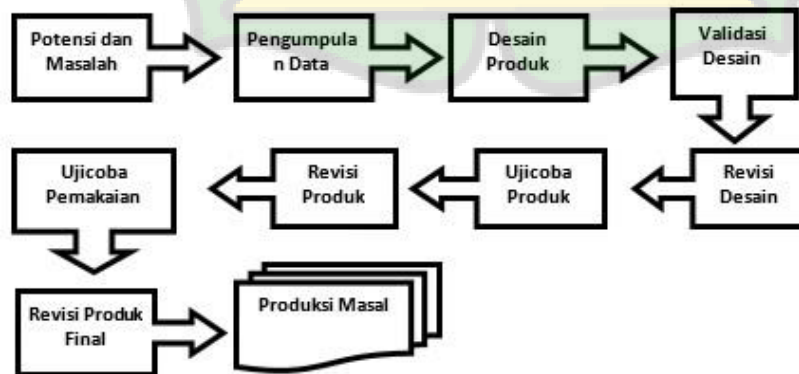 Potensi dan
Masalah
Pengumpula
n Data
Desain
Produk
Validasi
Desain
Revisi
Desain
Ujicoba
Produk
Revisi
Produk
Ujicoba
Pemakaian
Revisi Produk
Final
Produksi Masal